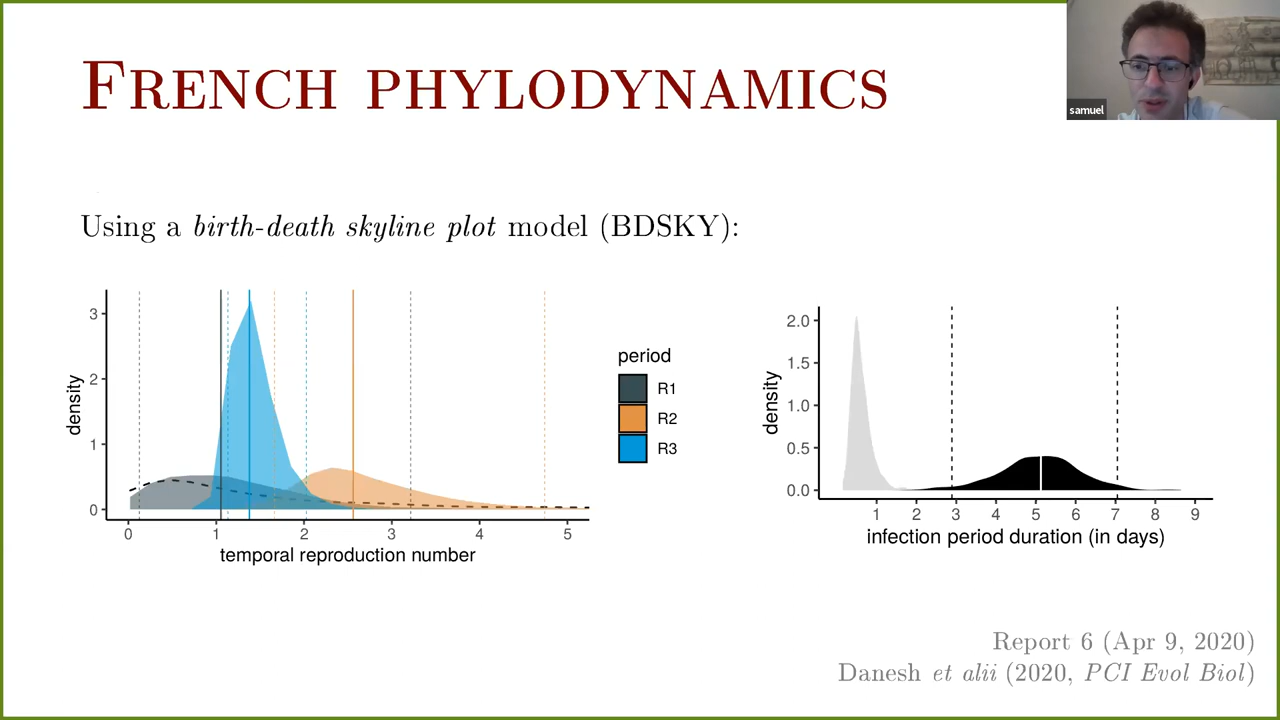 FRENCH PHYLODYNAMICS
samuel
Using a birth-death skyline plot model (BDSKY):
density
3
2
1
0
0 1 2 3 4 5
temporal reproduction number
period
R1
R2
R3
density
2.0
1.5
1.0
0.5
0.0
1 2 3 4 5 6 7 8 9
infection period duration (in days)
Report 6 (Apr 9, 2020)
Danesh et alii (2020, PCI Evol Biol)